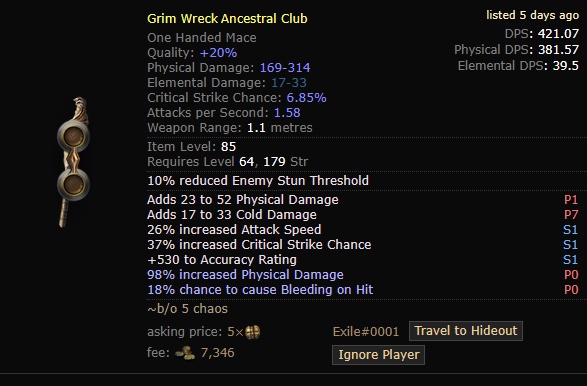 Grim Wreck Ancestral Club
listed 5 days ago
One Handed Mace
DPS: 421.07
Quality: +20%
Physical DPS: 381.57
Physical Damage: 169-314
Elemental DPS: 39.5
Elemental Damage: 17-33
Critical Strike Chance: 6.85%
Attacks per Second: 1.58
Weapon Range: 1.1 metres
Item Level: 85
Requires Level 64, 179 Str
10% reduced Enemy Stun Threshold
Adds 23 to 52 Physical Damage P1
Adds 17 to 33 Cold Damage P7
26% increased Attack Speed S1
37% increased Critical Strike Chance S1
+530 to Accuracy Rating S1
98% increased Physical Damage P0
18% chance to cause Bleeding on Hit P0
~b/o 5 chaos
asking price: 5× Exile#0001 Travel to Hideout
fee: 7,346 Ignore Player